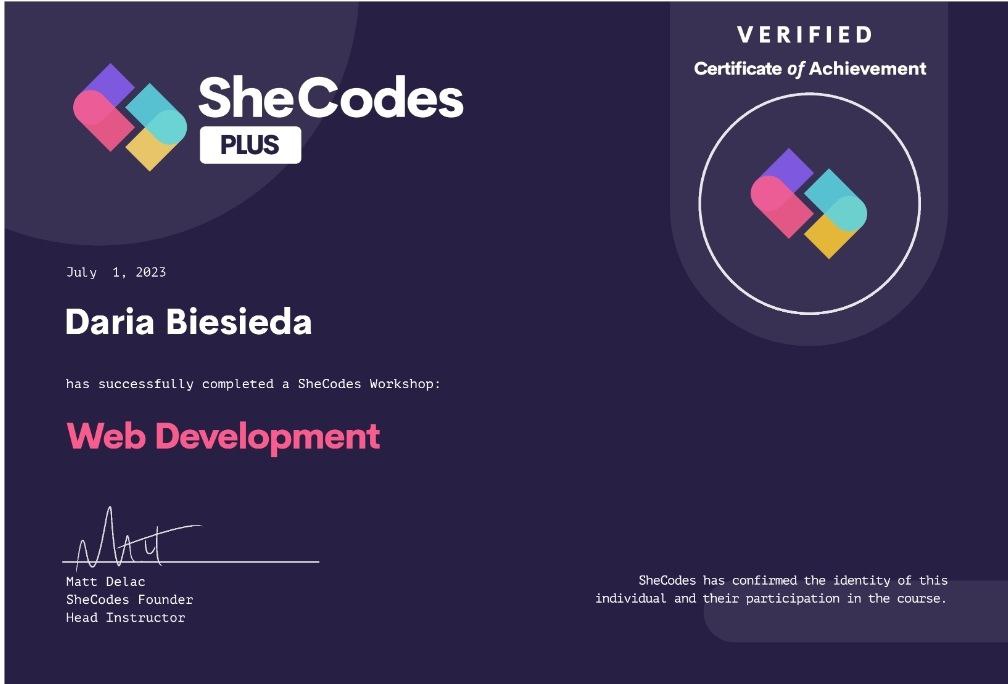 SheCodes
PLUS
VERIFIED
Certificate of Achievement
July 1, 2023
Daria Biesieda
has successfully completed a SheCodes Workshop:
Web Development
Matt
Matt Delac
SheCodes Founder
Head Instructor
SheCodes has confirmed the identity of this
individual and their participation in the course.